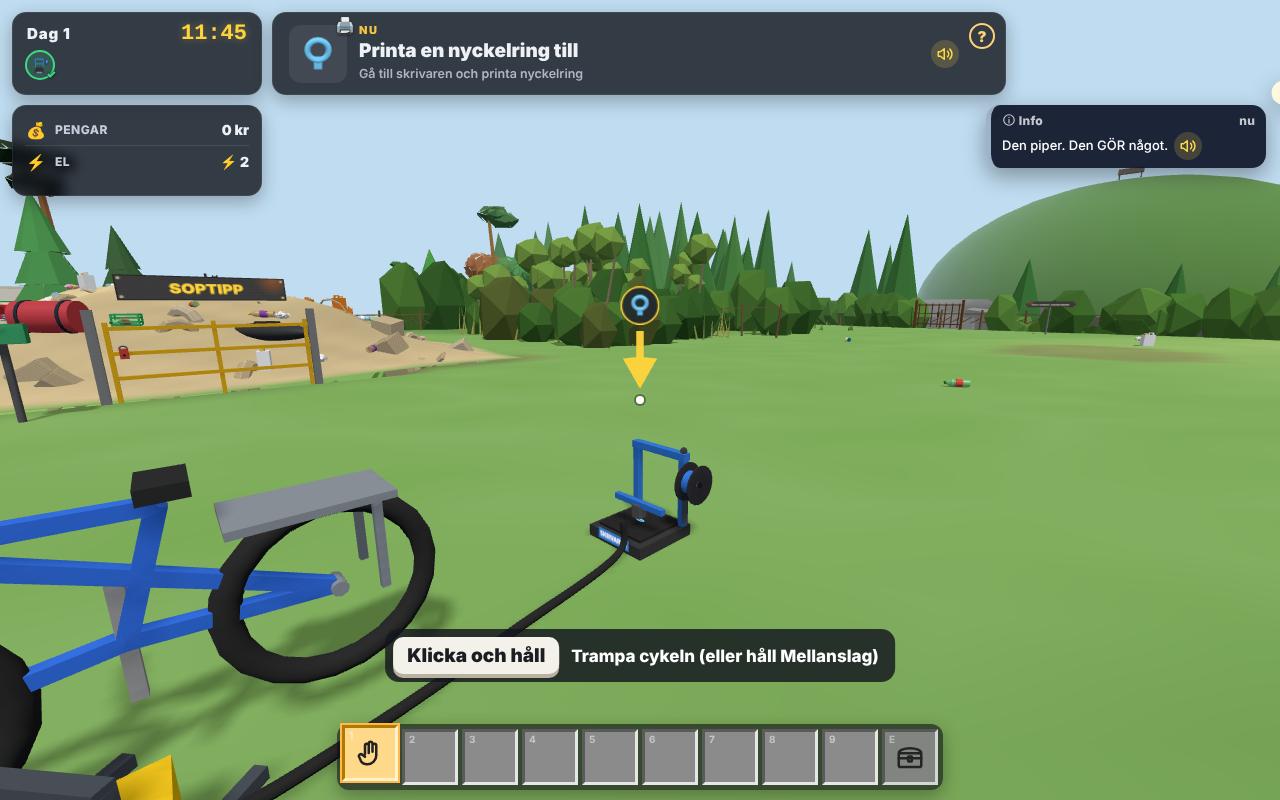 Dag 1
11:45
NU
Printa en nyckelring till
Gå till skrivaren och printa nyckelring
?
PENGAR
0 kr
EL
2
Info
nu
Den piper. Den GÖR något.
SOPTIPP
Klicka och håll
Trampa cykeln (eller håll Mellanslag)
1
2
3
4
5
6
7
8
9
E